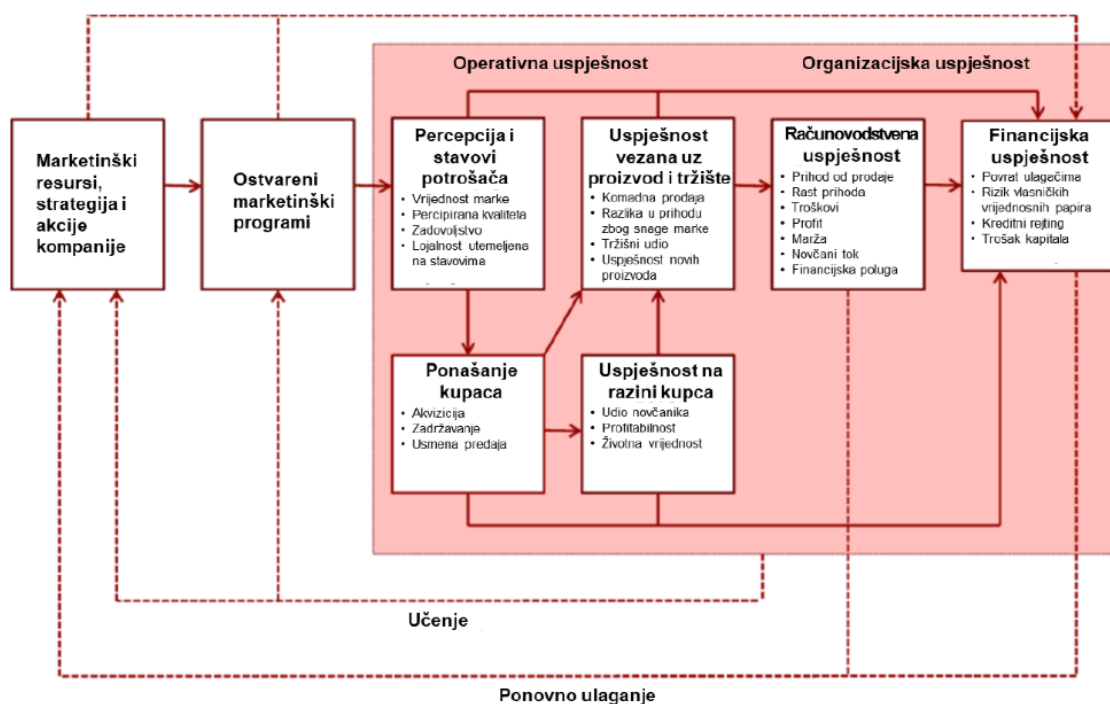 Operativna uspješnost
Organizacijska uspješnost
Marketinški
resursi,
strategija i
akcije
kompanije
Ostvareni
marketinški
programi
Percepcija i
stavovi
potrošača
• Vrijednost marke
• Percipirana kvaliteta
• Zadovoljstvo
• Lojalnost utemeljena
na stavovima
Uspješnost
vezana uz
proizvod i tržište
• Komadna prodaja
• Razlika u prihodu
zbog snage marke
• Tržišni udio
• Uspješnost novih
proizvoda
Računovodstvena
uspješnost
• Prihod od prodaje
• Rast prihoda
• Troškovi
• Profit
• Marža
• Novčani tok
• Financijska poluga
Financijska
uspješnost
• Povrat ulagačima
• Rizik vlasničkih
vrijednosnih papira
• Kreditni rejting
• Trošak kapitala
Ponašanje
kupaca
• Akvizicija
• Zadržavanje
• Usmena predaja
Uspješnost na
razini kupca
• Udio novčanika
• Profitabilnost
• Životna vrijednost
Učenje
Ponovno ulaganje